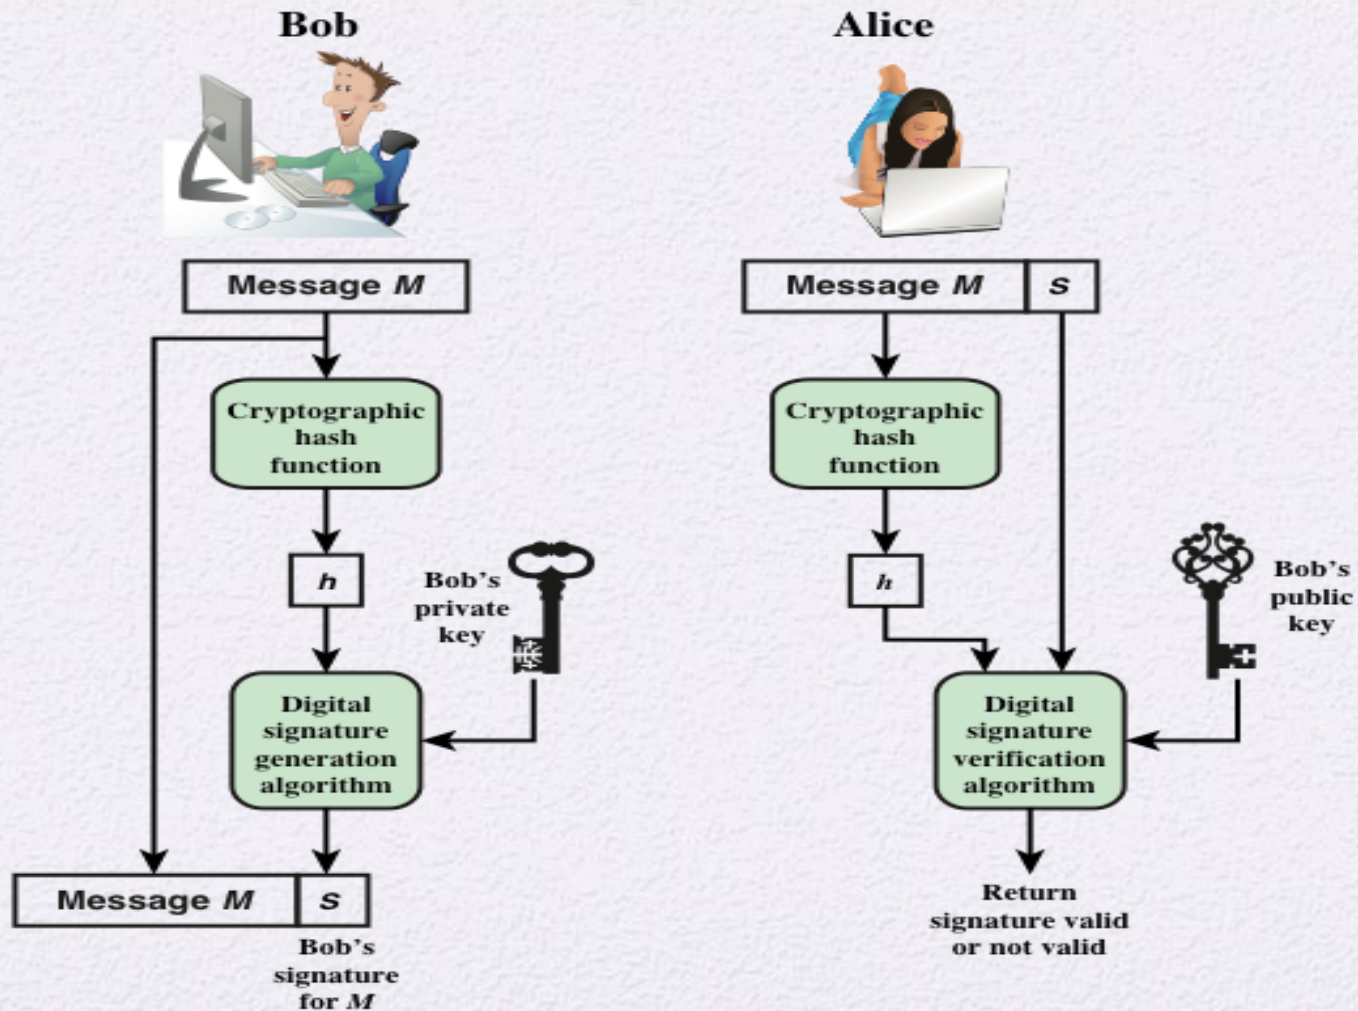 Bob
Message M
Cryptographic
hash
function
h
Bob's
private
key
Digital
signature
generation
algorithm
Message M
S
Bob's
signature
for M
Alice
Message M
S
Cryptographic
hash
function
h
Bob's
public
key
Digital
signature
verification
algorithm
Return
signature valid
or not valid